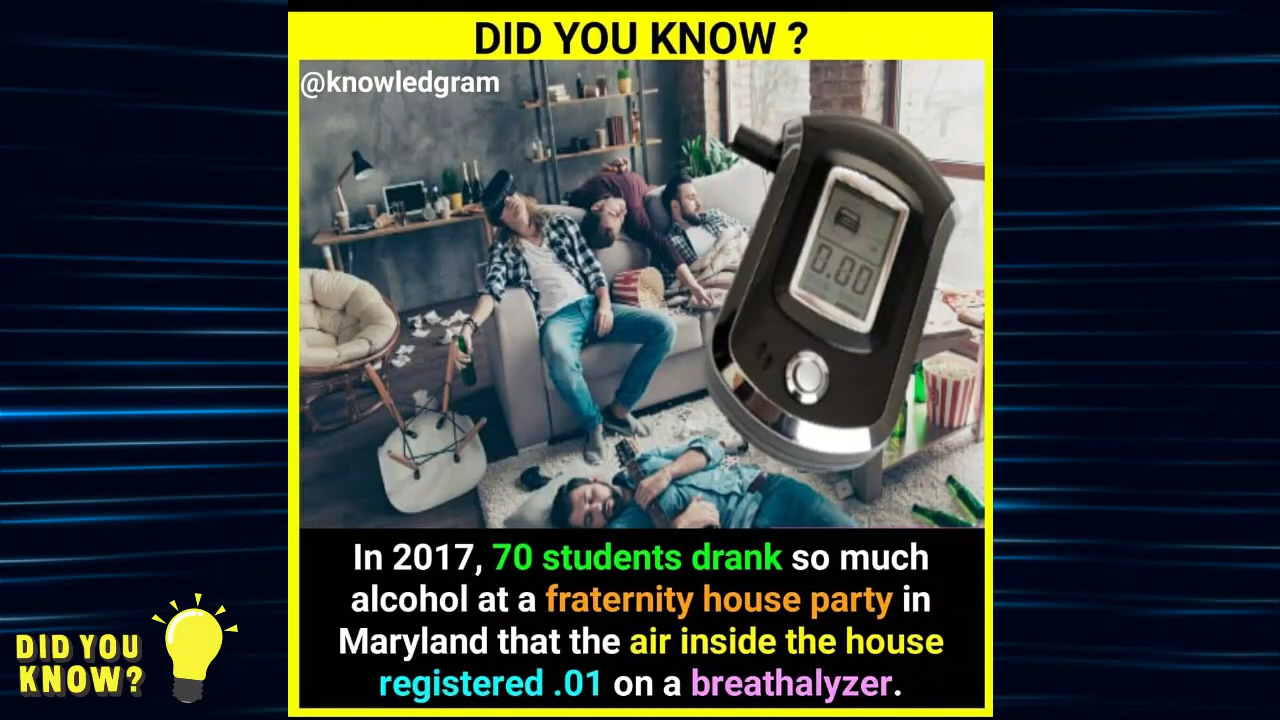 DID YOU KNOW ?
@knowledgram
0.00
In 2017, 70 students drank so much
alcohol at a fraternity house party in
Maryland that the air inside the house
registered .01 on a breathalyzer.
DID YOU
KNOW?